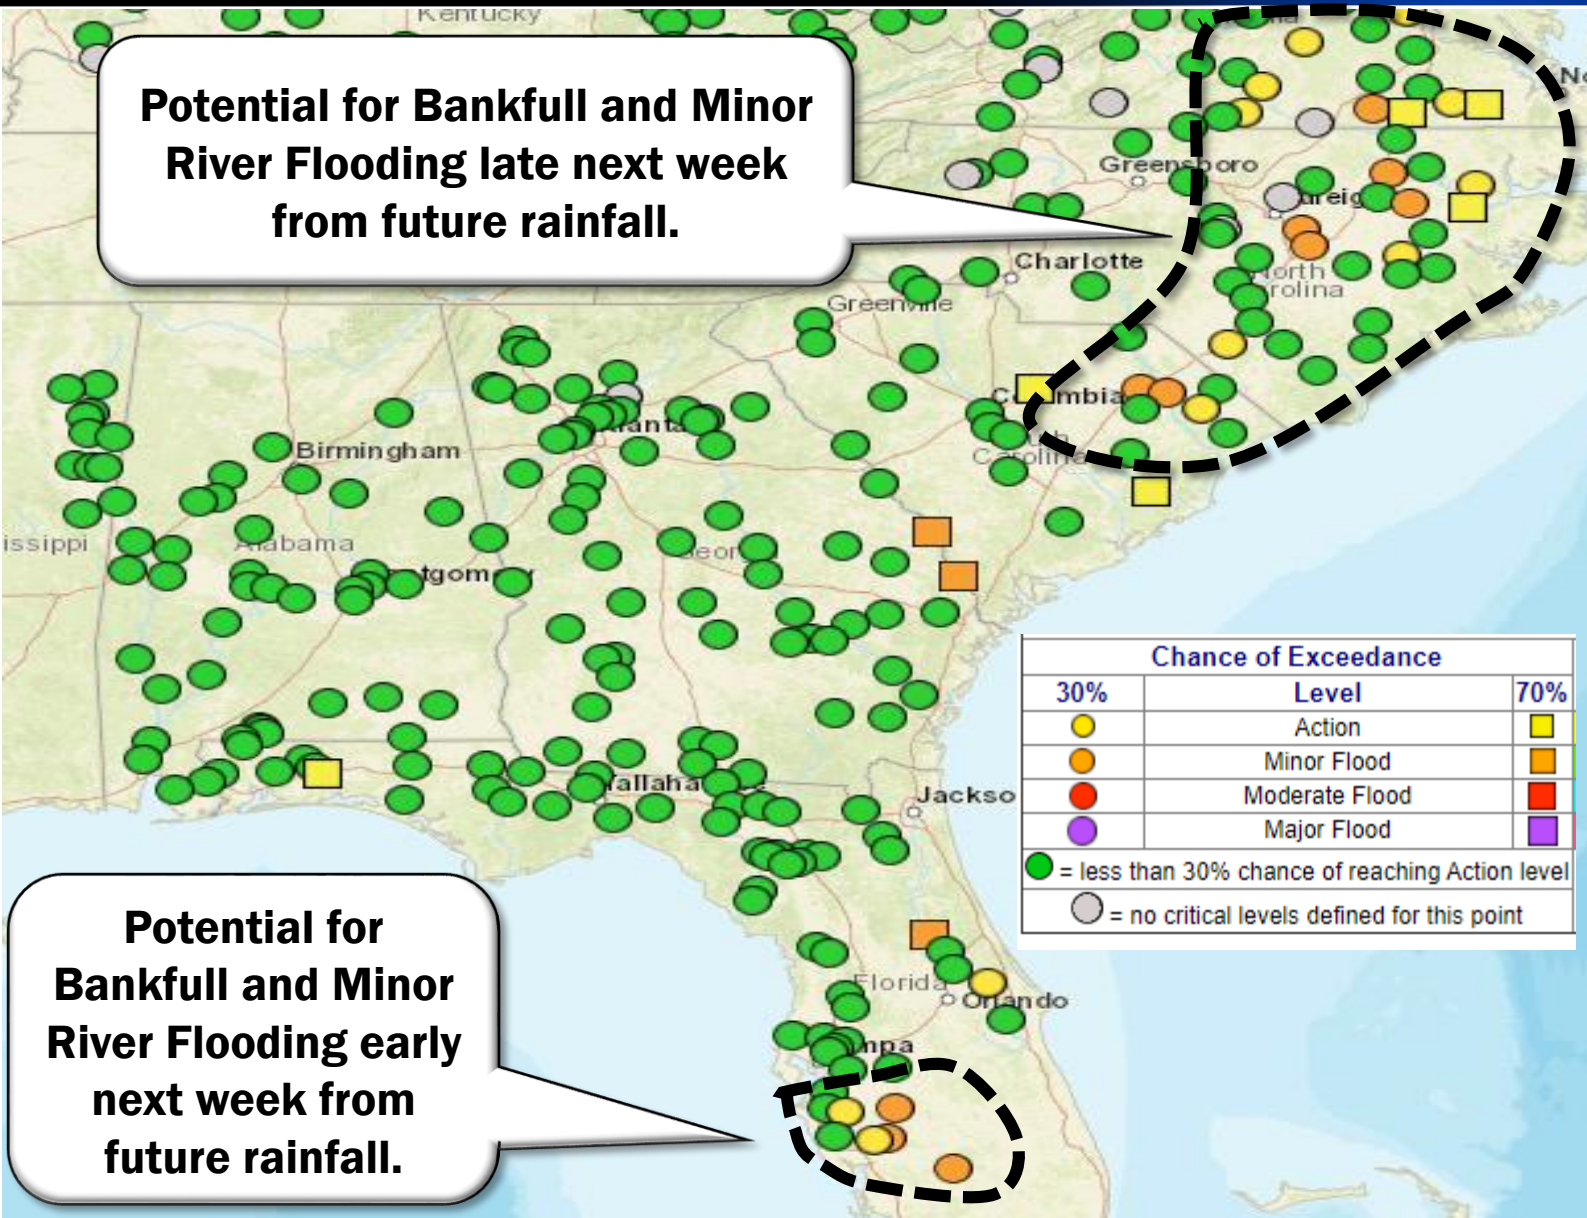 Kentucky
Potential for Bankfull and Minor
River Flooding late next week
from future rainfall.
Greensboro
Charlotte
North
Greenville
Birmingham
Alabama
issippi
Carolina
Jackso
Florida
Orlando
Chance of Exceedance
30% Level 70%
Action
Minor Flood
Moderate Flood
Major Flood
= less than 30% chance of reaching Action level
= no critical levels defined for this point
Potential for
Bankfull and Minor
River Flooding early
next week from
future rainfall.